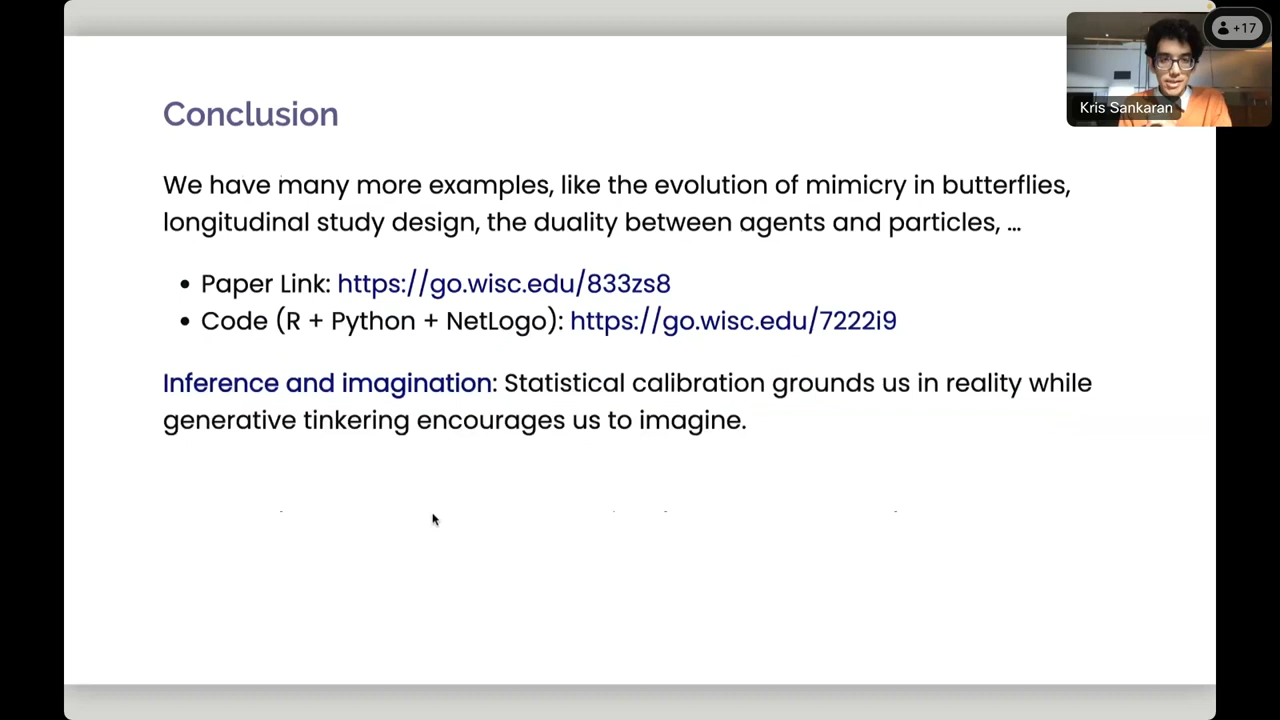 Conclusion
We have many more examples, like the evolution of mimicry in butterflies,
longitudinal study design, the duality between agents and particles, ...
• Paper Link: https://go.wisc.edu/833zs8
• Code (R + Python + NetLogo): https://go.wisc.edu/7222i9
Inference and imagination: Statistical calibration grounds us in reality while
generative tinkering encourages us to imagine.
+17
Kris Sankaran